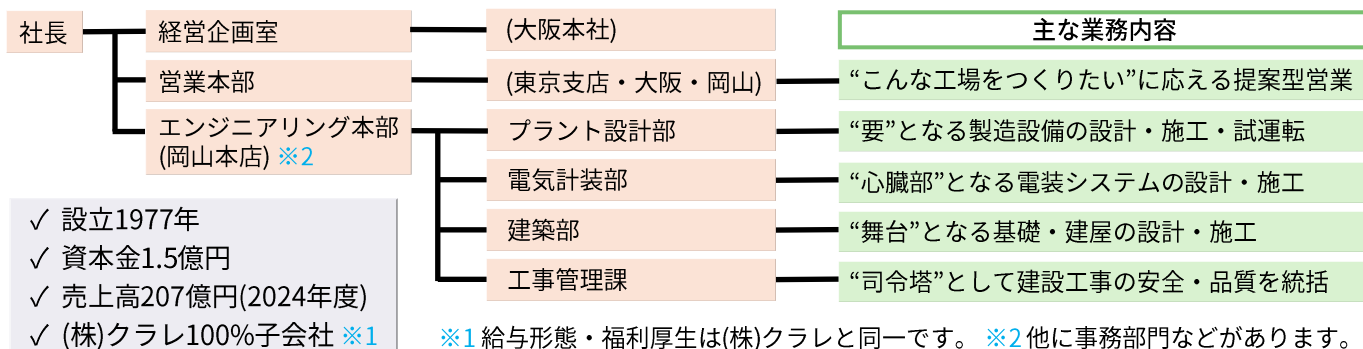 社長
経営企画室
(大阪本社)
主な業務内容
営業本部
(東京支店・大阪・岡山)
“こんな工場をつくりたい”に応える提案型営業
エンジニアリング本部
(岡山本店) ※2
プラント設計部
“要”となる製造設備の設計・施工・試運転
電気計装部
“心臓部”となる電装システムの設計・施工
建築部
“舞台”となる基礎・建屋の設計・施工
工事管理課
“司令塔”として建設工事の安全・品質を統括
✓ 設立1977年
✓ 資本金1.5億円
✓ 売上高207億円(2024年度)
✓ (株)クラレ100%子会社 ※1
※1 給与形態・福利厚生は(株)クラレと同一です。 ※2 他に事務部門などがあります。